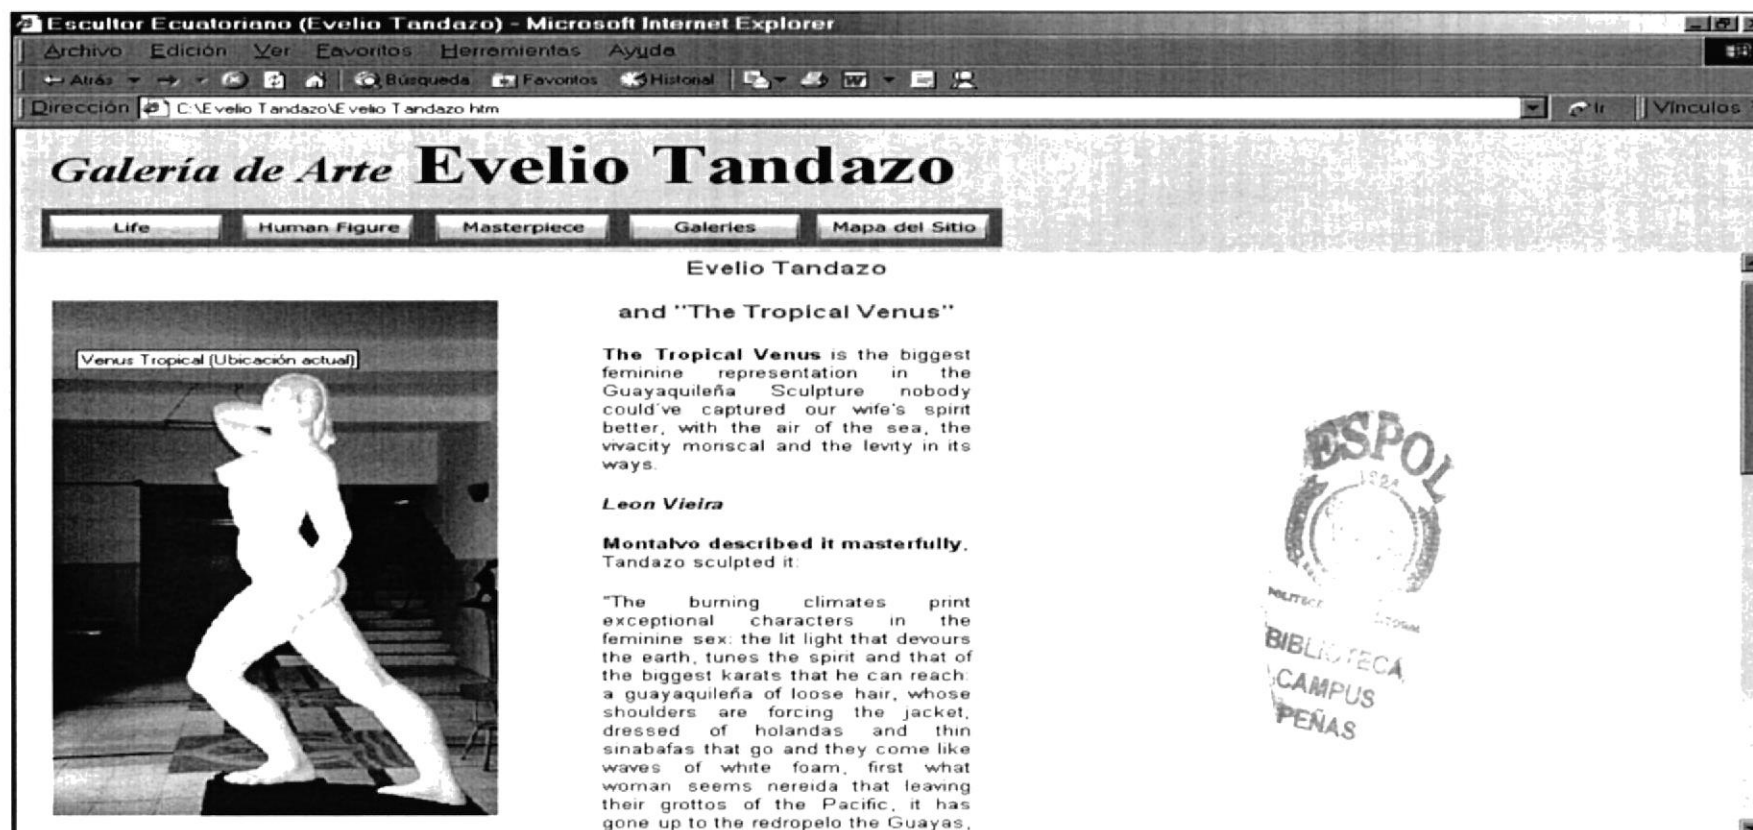 Escultor Ecuatoriano (Evelio Tandazo) - Microsoft Internet Explorer
Archivo Edición Ver Favoritos Herramientas Ayuda
Atrás Búsqueda Favoritos Historial
Dirección C:\Evelio Tandazo\Evelio Tandazo.htm Ir Vínculos
Galería de Arte Evelio Tandazo
Life Human Figure Masterpiece Galeries Mapa del Sitio
Evelio Tandazo
and "The Tropical Venus"
Venus Tropical (Ubicación actual)
The Tropical Venus is the biggest
feminine representation in the
Guayaquileña Sculpture nobody
could've captured our wife's spirit
better, with the air of the sea, the
vivacity moriscal and the levity in its
ways.
Leon Vieira
Montalvo described it masterfully,
Tandazo sculpted it:
"The burning climates print
exceptional characters in the
feminine sex: the lit light that devours
the earth, tunes the spirit and that of
the biggest karats that he can reach:
a guayaquileña of loose hair, whose
shoulders are forcing the jacket,
dressed of holandas and thin
sinabafas that go and they come like
waves of white foam, first what
woman seems nereida that leaving
their grottos of the Pacific, it has
gone up to the redropelo the Guayas,
ESPOL
BIBLIOTECA
CAMPUS
PEÑAS